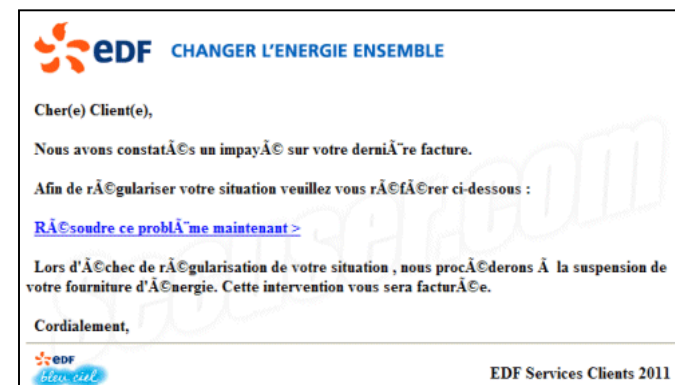 edF CHANGER L'ENERGIE ENSEMBLE
Cher(e) Client(e),
Nous avons constatÃ©s un impayÃ© sur votre derniÃ¨re facture.
Afin de rÃ©gulariser votre situation veuillez vous rÃ©fÃ©rer ci-dessous :
RÃ©soudre ce problÃ¨me maintenant >
Lors d'Ã©chec de rÃ©gularisation de votre situation , nous procÃ©derons Ã  la suspension de
votre fourniture d'Ã©nergie. Cette intervention vous sera facturÃ©e.
Cordialement,
edF
bleu ciel
EDF Services Clients 2011
scouser.com